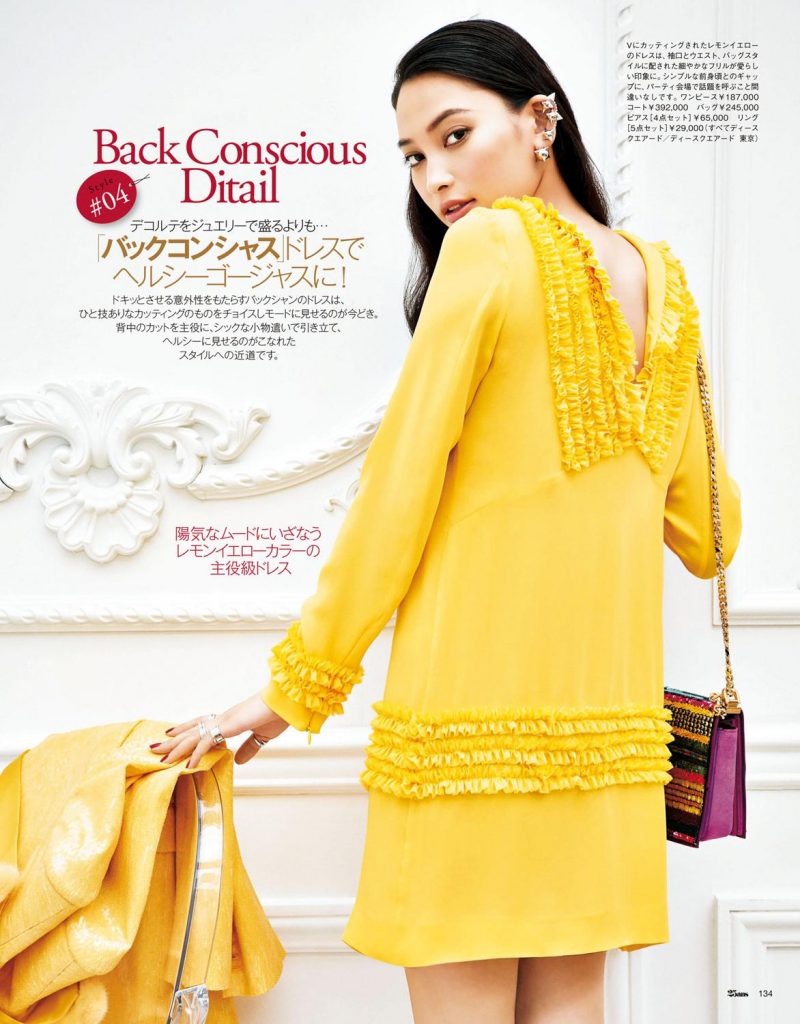 Vにカッティングされたレモンイエロー
のドレスは、袖口とウエスト、バックスタ
イルに配された細やかなフリルが愛らし
い印象に。シンプルな前身頃とのギャッ
プに、パーティ会場で話題を呼ぶこと間
違いなしです。ワンピース¥187,000
コート¥392,000 バッグ¥245,000
ピアス[4点セット]¥65,000 リング
[5点セット]¥29,000(すべてディース
クエアード/ディースクエアード 東京)
Back Conscious
Ditail
Style
#04
デコルテをジュエリーで盛るよりも…
「バックコンシャス」ドレスで
ヘルシーゴージャスに!
ドキッとさせる意外性をもたらすバックシャンのドレスは、
ひと技ありなカッティングのものをチョイスしモードに見せるのが今どき。
背中のカットを主役に、シックな小物遣いで引き立て、
ヘルシーに見せるのがこなれた
スタイルへの近道です。
陽気なムードにいざなう
レモンイエローカラーの
主役級ドレス
25ans 134